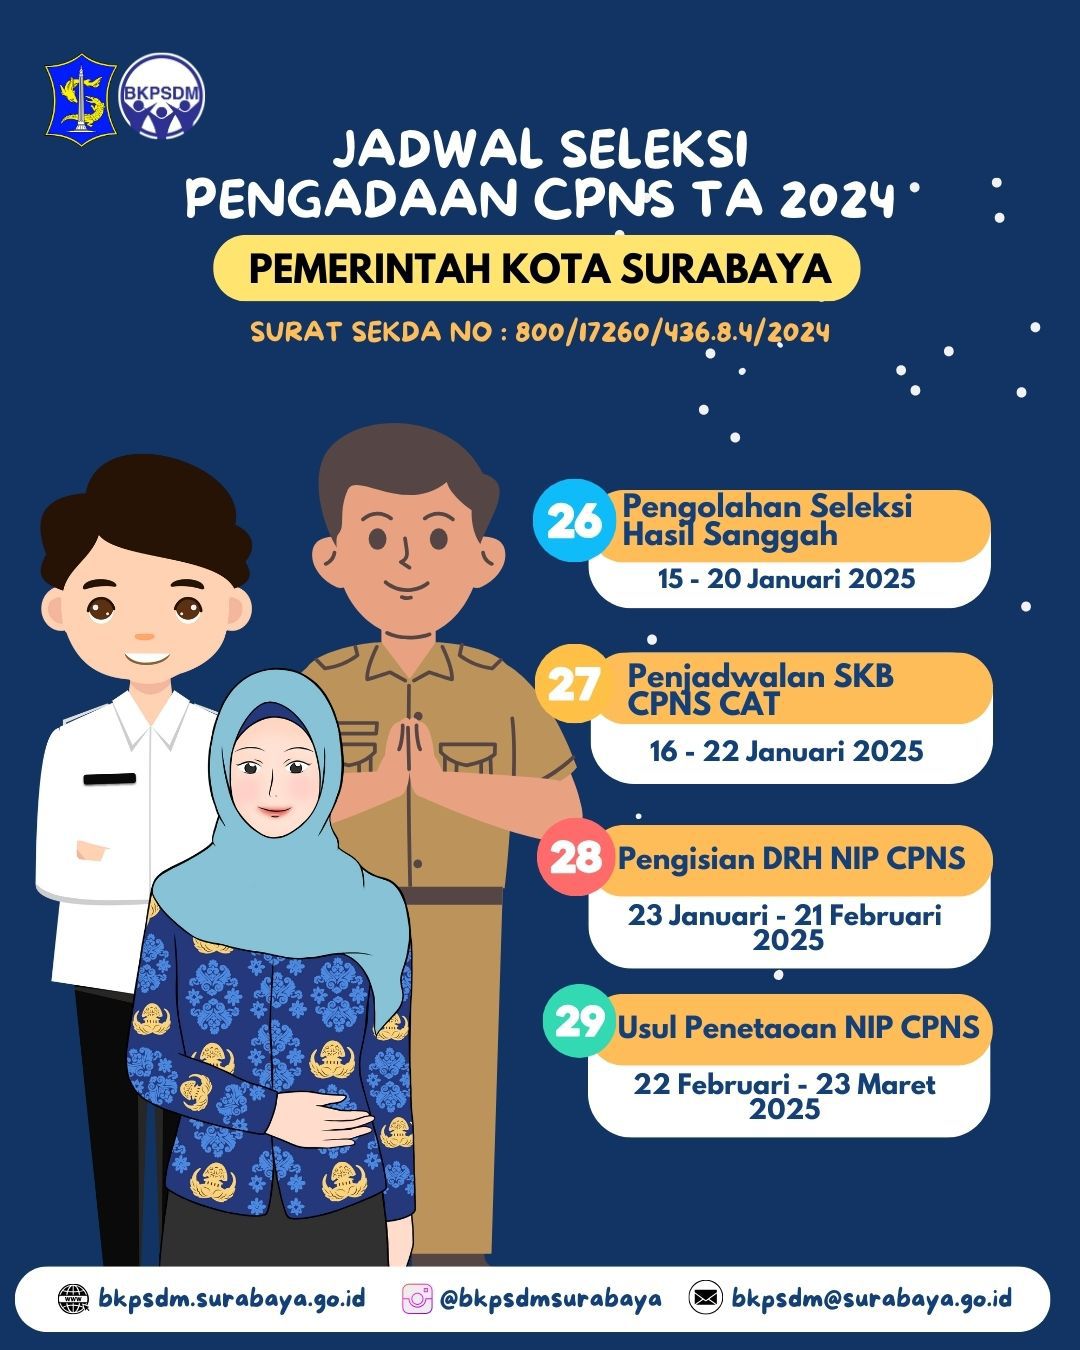 BKPSDM
JADWAL SELEKSI
PENGADAAN CPNS TA 2024
PEMERINTAH KOTA SURABAYA
SURAT SEKDA NO : 800/17260/436.8.4/2024
26
Pengolahan Seleksi
Hasil Sanggah
15 - 20 Januari 2025
27
Penjadwalan SKB
CPNS CAT
16 - 22 Januari 2025
28
Pengisian DRH NIP CPNS
23 Januari - 21 Februari
2025
29
Usul Penetaoan NIP CPNS
22 Februari - 23 Maret
2025
www bkpsdm.surabaya.go.id
@bkpsdmsurabaya
bkpsdm@surabaya.go.id